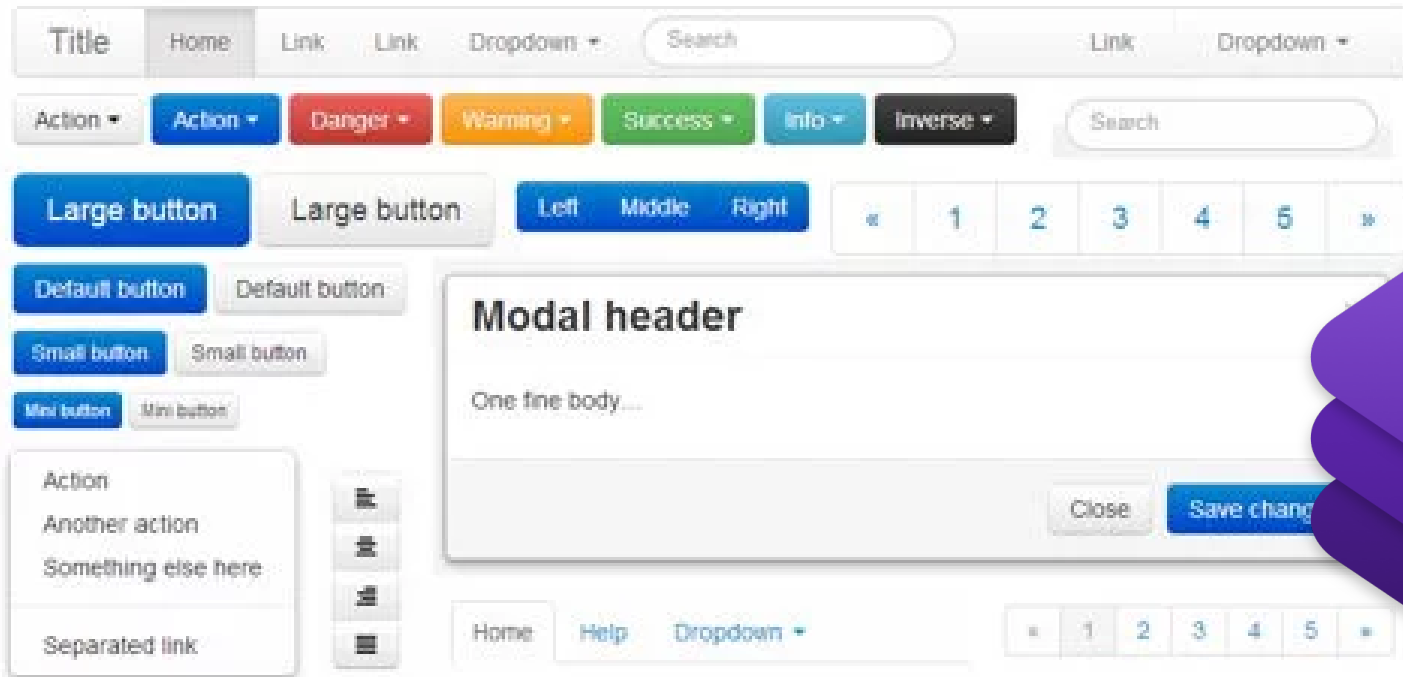 Title Home Link Link Dropdown Search Link Dropdown
Action Action Danger Warning Success Info Inverse Search
Large button Large button Left Middle Right « 1 2 3 4 5 »
Default button Default button
Modal header
Small button Small button
One fine body...
Mini button Mini button
Action
Another action
Something else here
Close Save chang
Separated link
Home Help Dropdown « 1 2 3 4 5 »